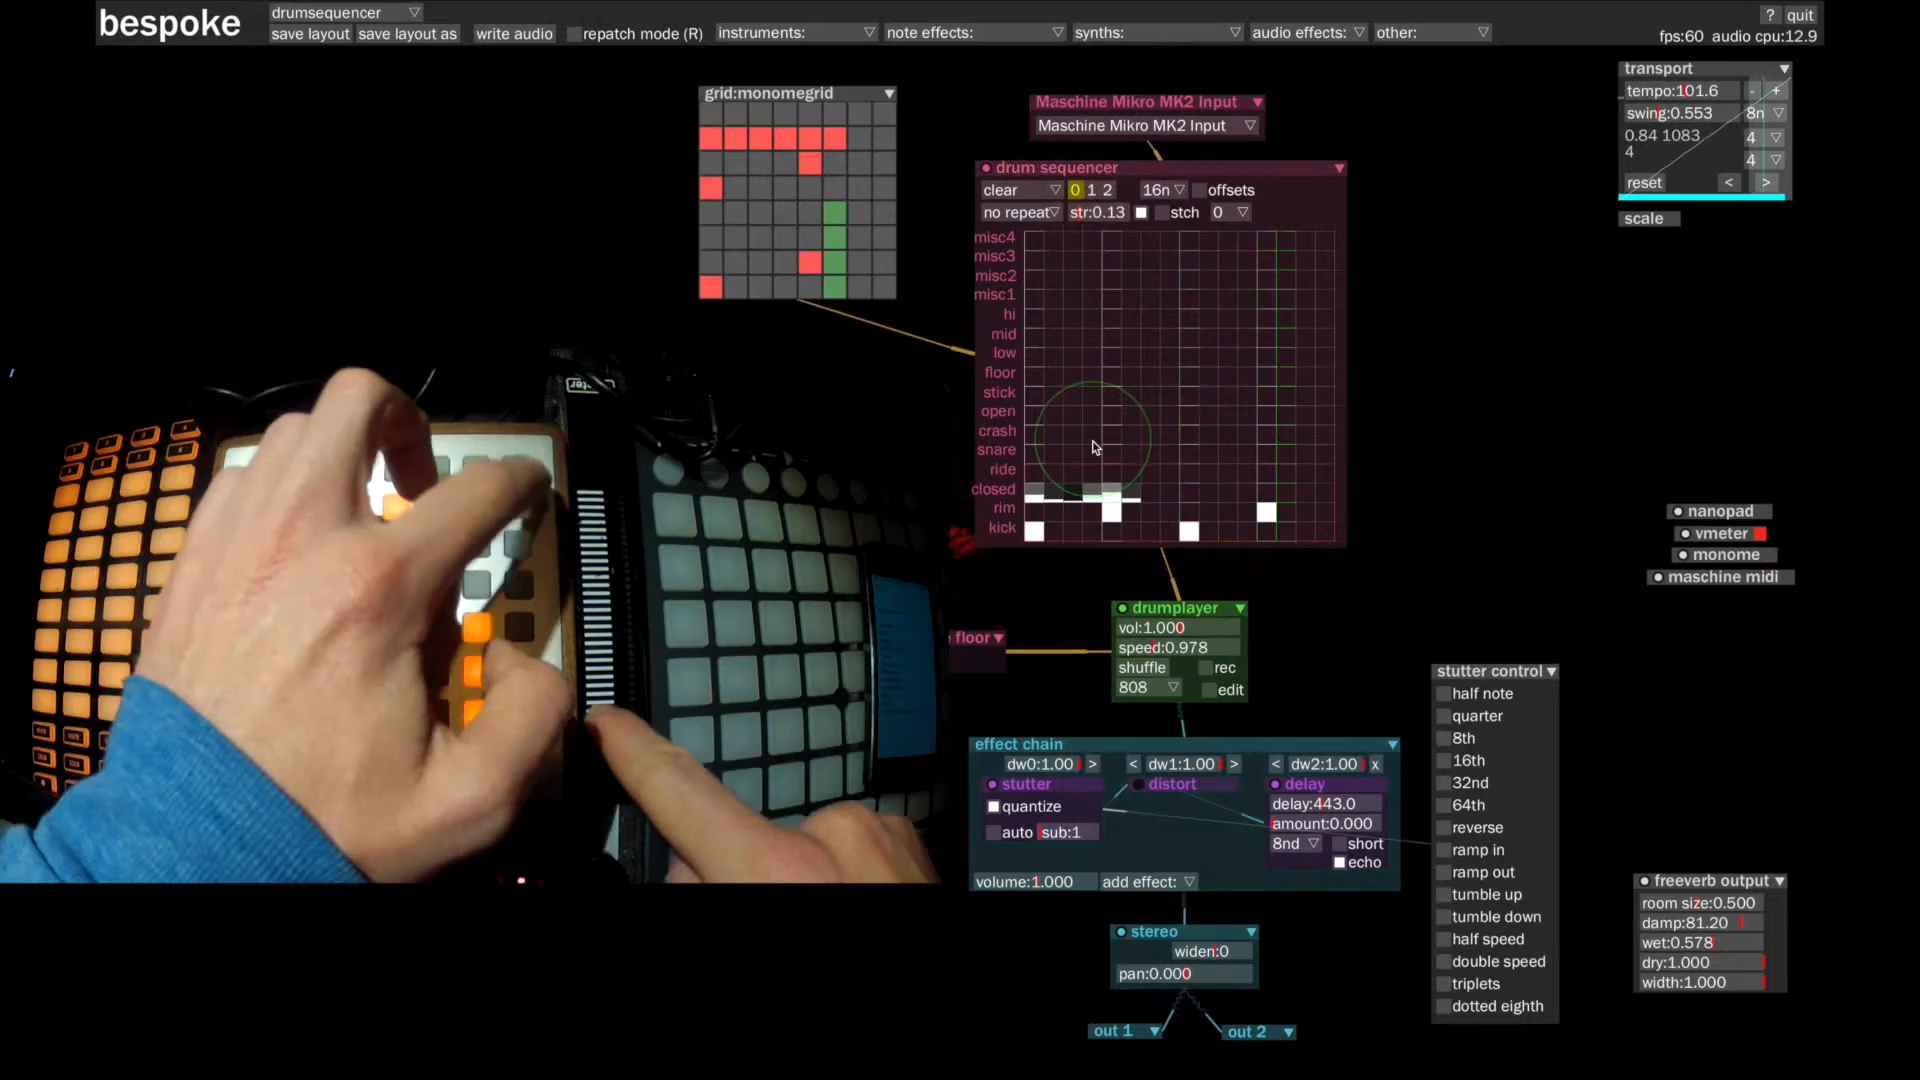 bespoke
drumsequencer
save layout
save layout as
write audio
repatch mode (R)
instruments:
note effects:
synths:
audio effects:
other:
? quit
fps:60 audio cpu:12.9
transport
tempo:101.6 - +
swing:0.553 8n
0.84 1083 4
4 4
reset < >
scale
grid:monomegrid
Maschine Mikro MK2 Input
Maschine Mikro MK2 Input
drum sequencer
clear 0 1 2 16n offsets
no repeat str:0.13 stch 0
misc4
misc3
misc2
misc1
hi
mid
low
floor
stick
open
crash
snare
ride
closed
rim
kick
nanopad
vmeter
monome
maschine midi
floor
drumplayer
vol:1.000
speed:0.978
shuffle rec
808 edit
effect chain
dw0:1.00 > < dw1:1.00 > < dw2:1.00 x
stutter distort delay
quantize
auto sub:1
delay:443.0
amount:0.000
8nd short
echo
volume:1.000 add effect:
stereo
widen:0
pan:0.000
out 1 out 2
stutter control
half note
quarter
8th
16th
32nd
64th
reverse
ramp in
ramp out
tumble up
tumble down
half speed
double speed
triplets
dotted eighth
freeverb output
room size:0.500
damp:81.20
wet:0.578
dry:1.000
width:1.000